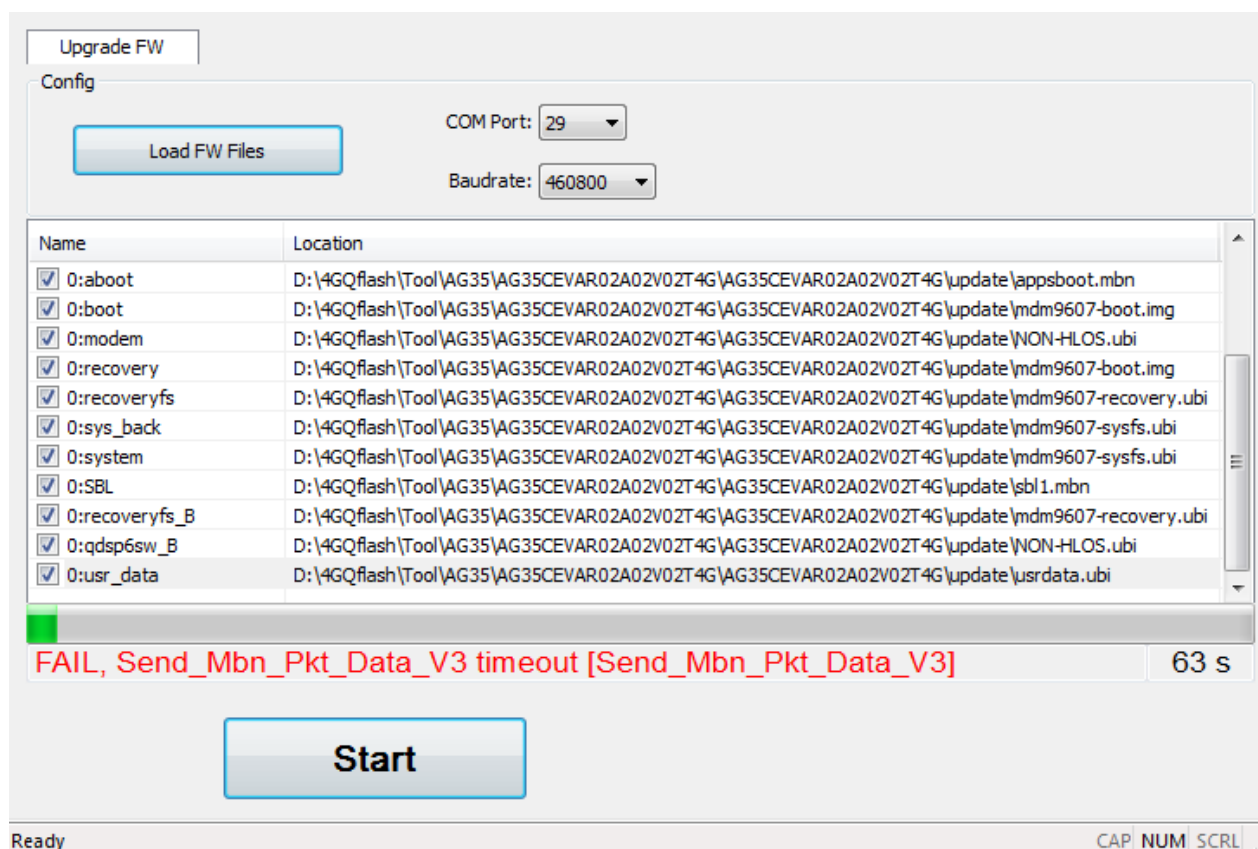 Upgrade FW
Config
Load FW Files
COM Port: 29
Baudrate: 460800
Name Location
0:aboot D:\4GQflash\Tool\AG35\AG35CEVAR02A02V02T4G\AG35CEVAR02A02V02T4G\update\appsboot.mbn
0:boot D:\4GQflash\Tool\AG35\AG35CEVAR02A02V02T4G\AG35CEVAR02A02V02T4G\update\mdm9607-boot.img
0:modem D:\4GQflash\Tool\AG35\AG35CEVAR02A02V02T4G\AG35CEVAR02A02V02T4G\update\NON-HLOS.ubi
0:recovery D:\4GQflash\Tool\AG35\AG35CEVAR02A02V02T4G\AG35CEVAR02A02V02T4G\update\mdm9607-boot.img
0:recoveryfs D:\4GQflash\Tool\AG35\AG35CEVAR02A02V02T4G\AG35CEVAR02A02V02T4G\update\mdm9607-recovery.ubi
0:sys_back D:\4GQflash\Tool\AG35\AG35CEVAR02A02V02T4G\AG35CEVAR02A02V02T4G\update\mdm9607-sysfs.ubi
0:system D:\4GQflash\Tool\AG35\AG35CEVAR02A02V02T4G\AG35CEVAR02A02V02T4G\update\mdm9607-sysfs.ubi
0:SBL D:\4GQflash\Tool\AG35\AG35CEVAR02A02V02T4G\AG35CEVAR02A02V02T4G\update\sbl1.mbn
0:recoveryfs_B D:\4GQflash\Tool\AG35\AG35CEVAR02A02V02T4G\AG35CEVAR02A02V02T4G\update\mdm9607-recovery.ubi
0:qdsp6sw_B D:\4GQflash\Tool\AG35\AG35CEVAR02A02V02T4G\AG35CEVAR02A02V02T4G\update\NON-HLOS.ubi
0:usr_data D:\4GQflash\Tool\AG35\AG35CEVAR02A02V02T4G\AG35CEVAR02A02V02T4G\update\usrdata.ubi
FAIL, Send_Mbn_Pkt_Data_V3 timeout [Send_Mbn_Pkt_Data_V3] 63 s
Start
Ready CAP NUM SCRL